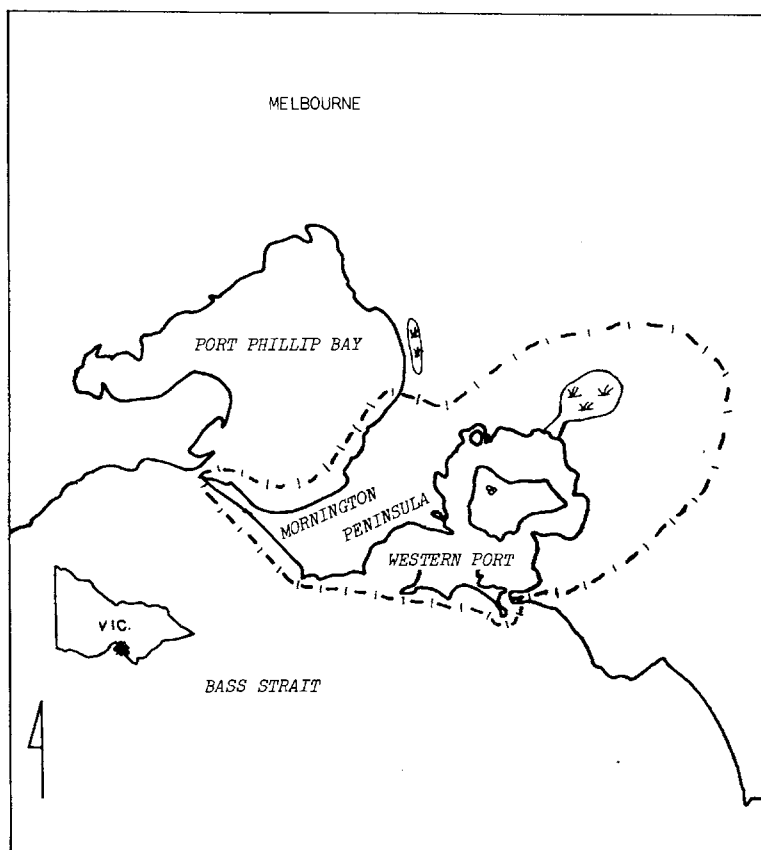 MELBOURNE
PORT PHILLIP BAY
MORNINGTON
PENINSULA
WESTERN PORT
VIC.
BASS STRAIT